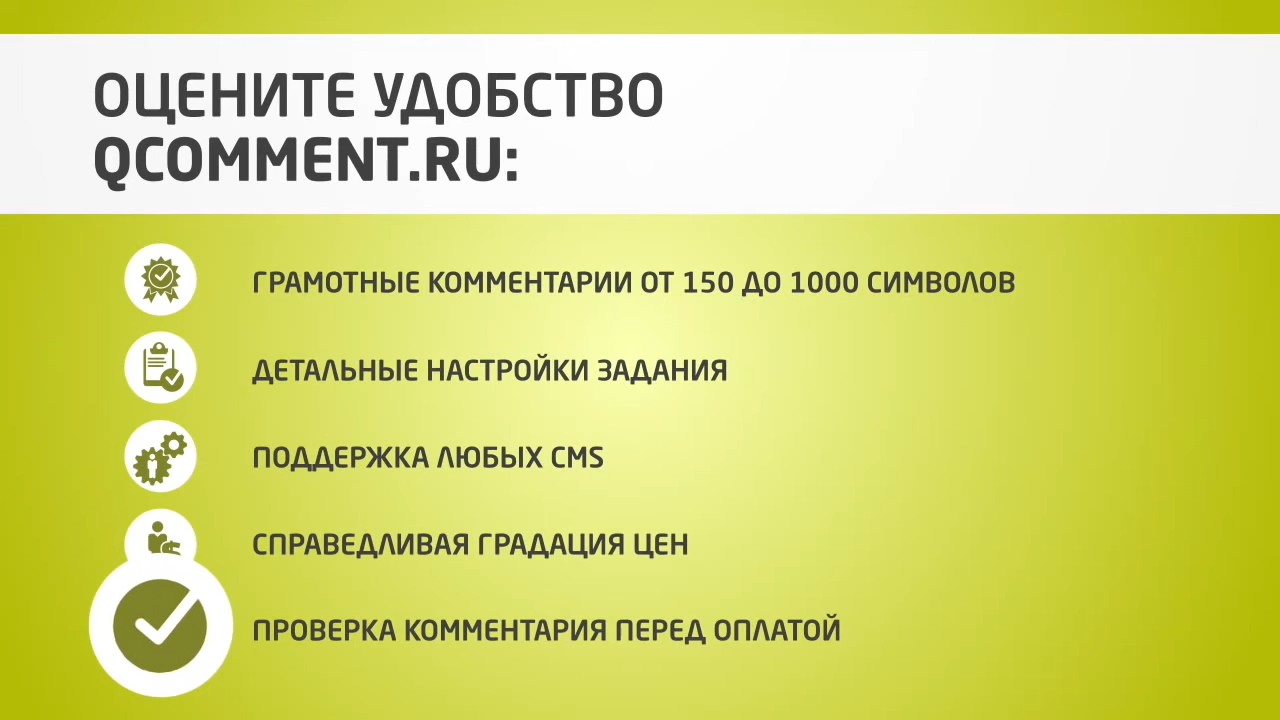 ОЦЕНИТЕ УДОБСТВО
QCOMMENT.RU:
ГРАМОТНЫЕ КОММЕНТАРИИ ОТ 150 ДО 1000 СИМВОЛОВ
ДЕТАЛЬНЫЕ НАСТРОЙКИ ЗАДАНИЯ
ПОДДЕРЖКА ЛЮБЫХ CMS
СПРАВЕДЛИВАЯ ГРАДАЦИЯ ЦЕН
ПРОВЕРКА КОММЕНТАРИЯ ПЕРЕД ОПЛАТОЙ